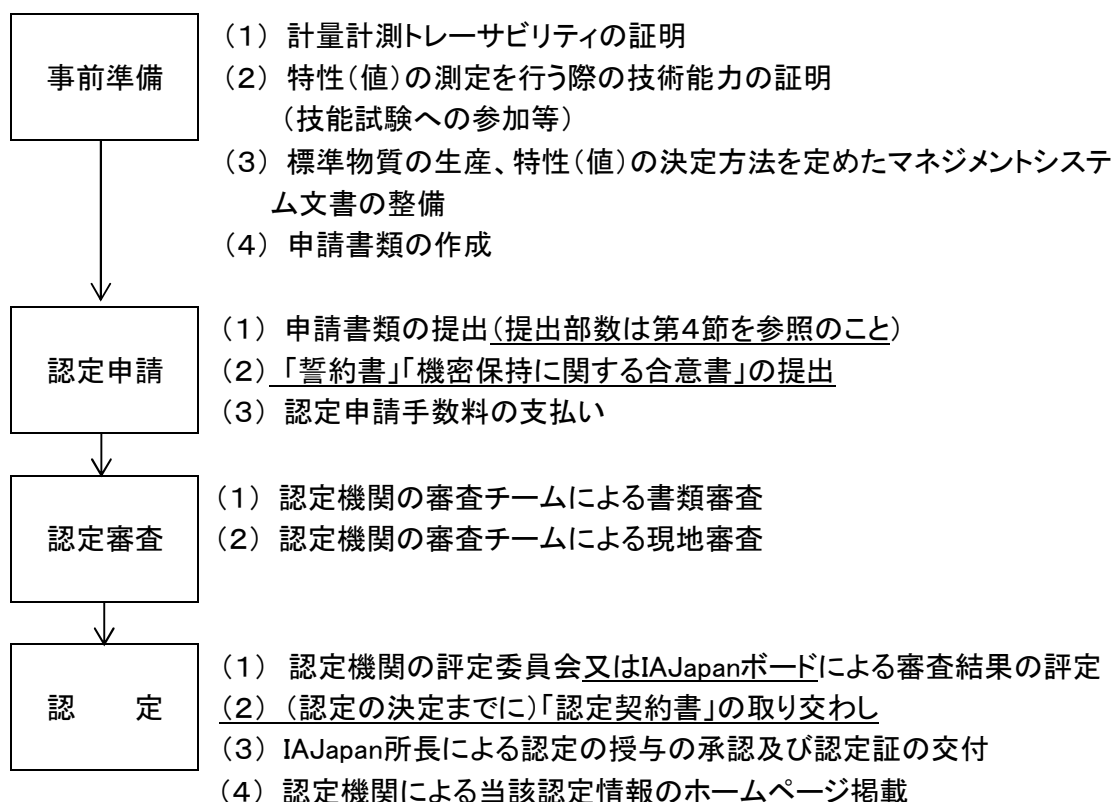 事前準備
(1) 計量計測トレーサビリティの証明
(2) 特性(値)の測定を行う際の技術能力の証明
(技能試験への参加等)
(3) 標準物質の生産、特性(値)の決定方法を定めたマネジメントシステ
ム文書の整備
(4) 申請書類の作成
認定申請
(1) 申請書類の提出(提出部数は第4節を参照のこと)
(2) 「誓約書」「機密保持に関する合意書」の提出
(3) 認定申請手数料の支払い
認定審査
(1) 認定機関の審査チームによる書類審査
(2) 認定機関の審査チームによる現地審査
認 定
(1) 認定機関の評定委員会又はIAJapanボードによる審査結果の評定
(2) (認定の決定までに)「認定契約書」の取り交わし
(3) IAJapan所長による認定の授与の承認及び認定証の交付
(4) 認定機関による当該認定情報のホームページ掲載